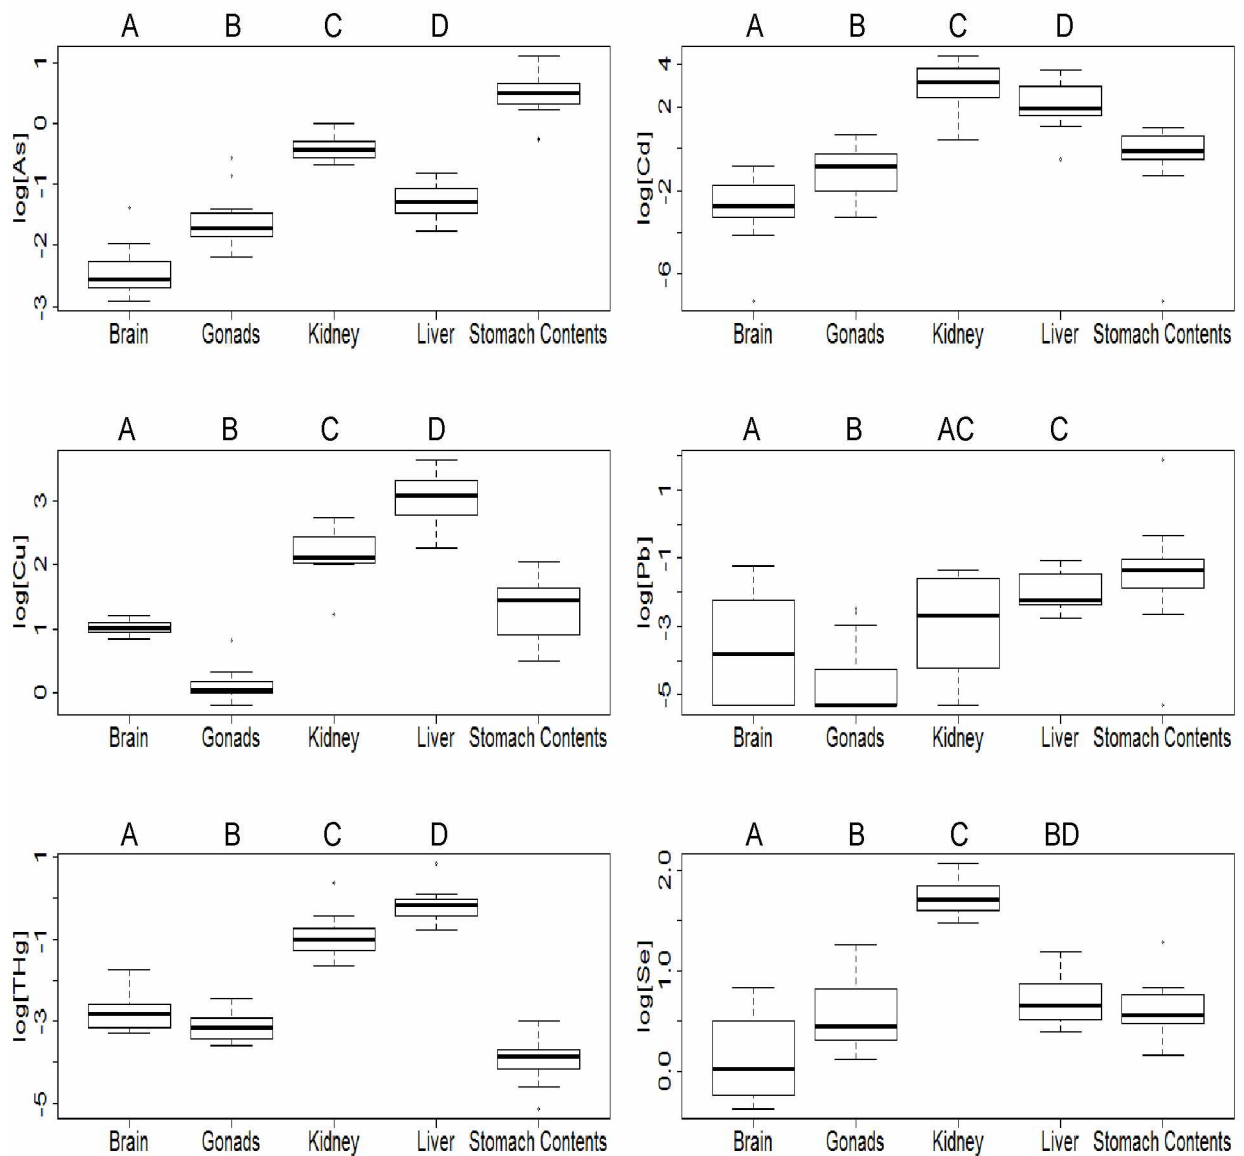 A B C D
log[As]
1
0
-1
-2
-3
Brain Gonads Kidney Liver Stomach Contents
A B C D
log[Cd]
4
2
-2
-6
Brain Gonads Kidney Liver Stomach Contents
A B C D
log[Cu]
3
2
1
0
Brain Gonads Kidney Liver Stomach Contents
A B AC C
log[Pb]
1
-1
-3
-5
Brain Gonads Kidney Liver Stomach Contents
A B C D
log[THg]
1
-1
-3
-5
Brain Gonads Kidney Liver Stomach Contents
A B C BD
log[Se]
2.0
1.0
0.0
Brain Gonads Kidney Liver Stomach Contents